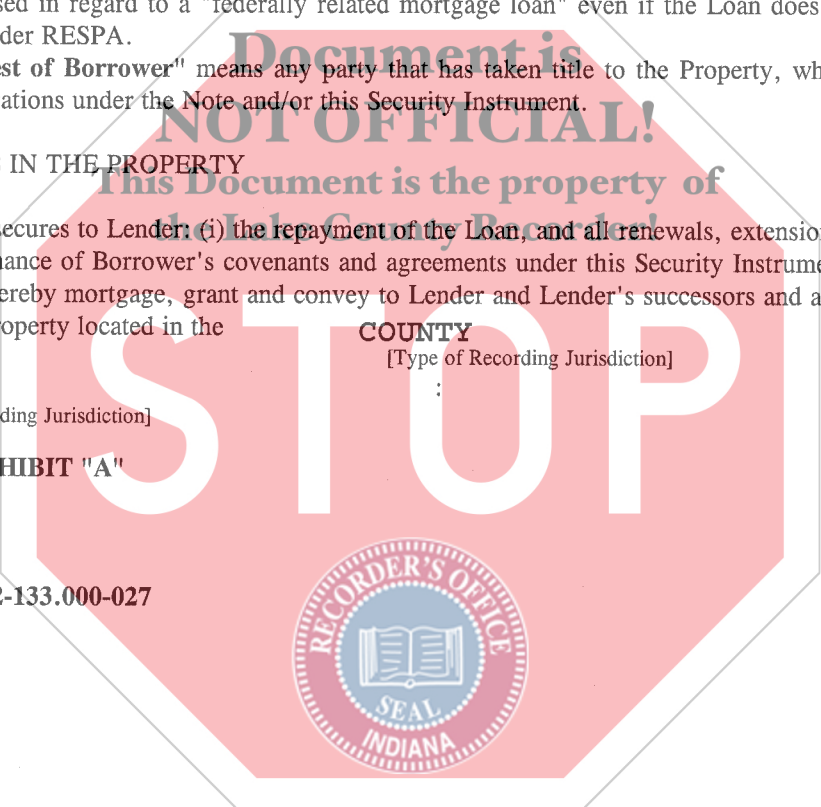 sed in regard to a "federally related mortgage loan" even if the Loan does
der RESPA.
Document is
est of Borrower" means any party that has taken title to the Property, wh
ations under the Note and/or this Security Instrument.
NOT OFFICIAL!
IN THE PROPERTY
This Document is the property of
the Lake County Recorder!
ecures to Lender: (i) the repayment of the Loan, and all renewals, extension
nance of Borrower's covenants and agreements under this Security Instrume
ereby mortgage, grant and convey to Lender and Lender's successors and a
roperty located in the COUNTY
[Type of Recording Jurisdiction]
:
ding Jurisdiction]
HIBIT "A"
STOP
2-133.000-027
RECORDER'S OFFICE
SEAL
INDIANA